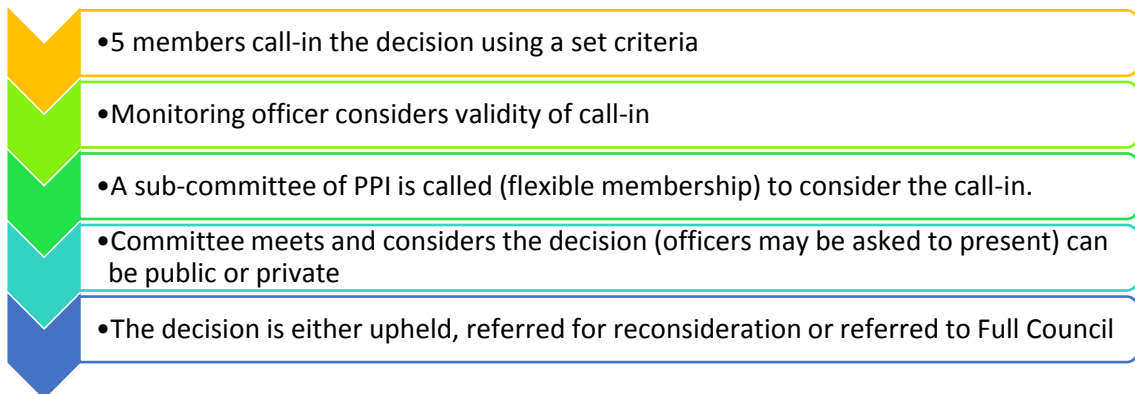 •5 members call-in the decision using a set criteria
•Monitoring officer considers validity of call-in
•A sub-committee of PPI is called (flexible membership) to consider the call-in.
•Committee meets and considers the decision (officers may be asked to present) can
be public or private
•The decision is either upheld, referred for reconsideration or referred to Full Council